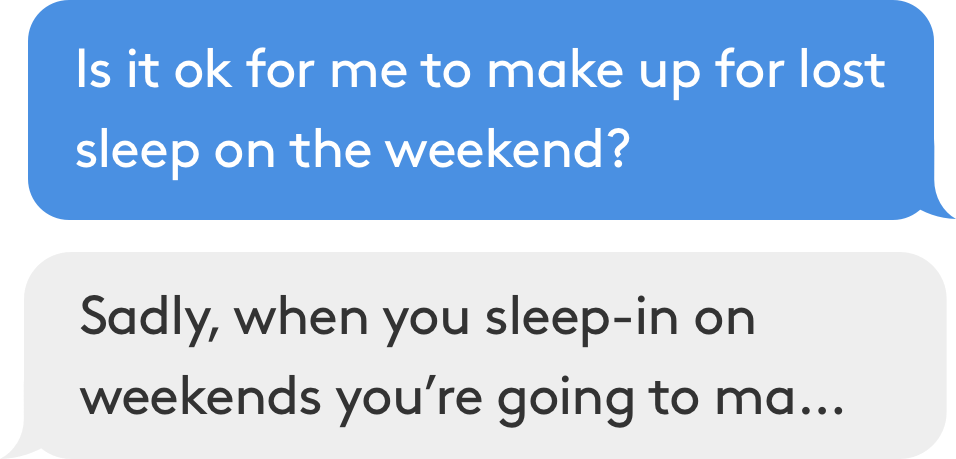 Is it ok for me to make up for lost
sleep on the weekend?
Sadly, when you sleep-in on
weekends you’re going to ma...